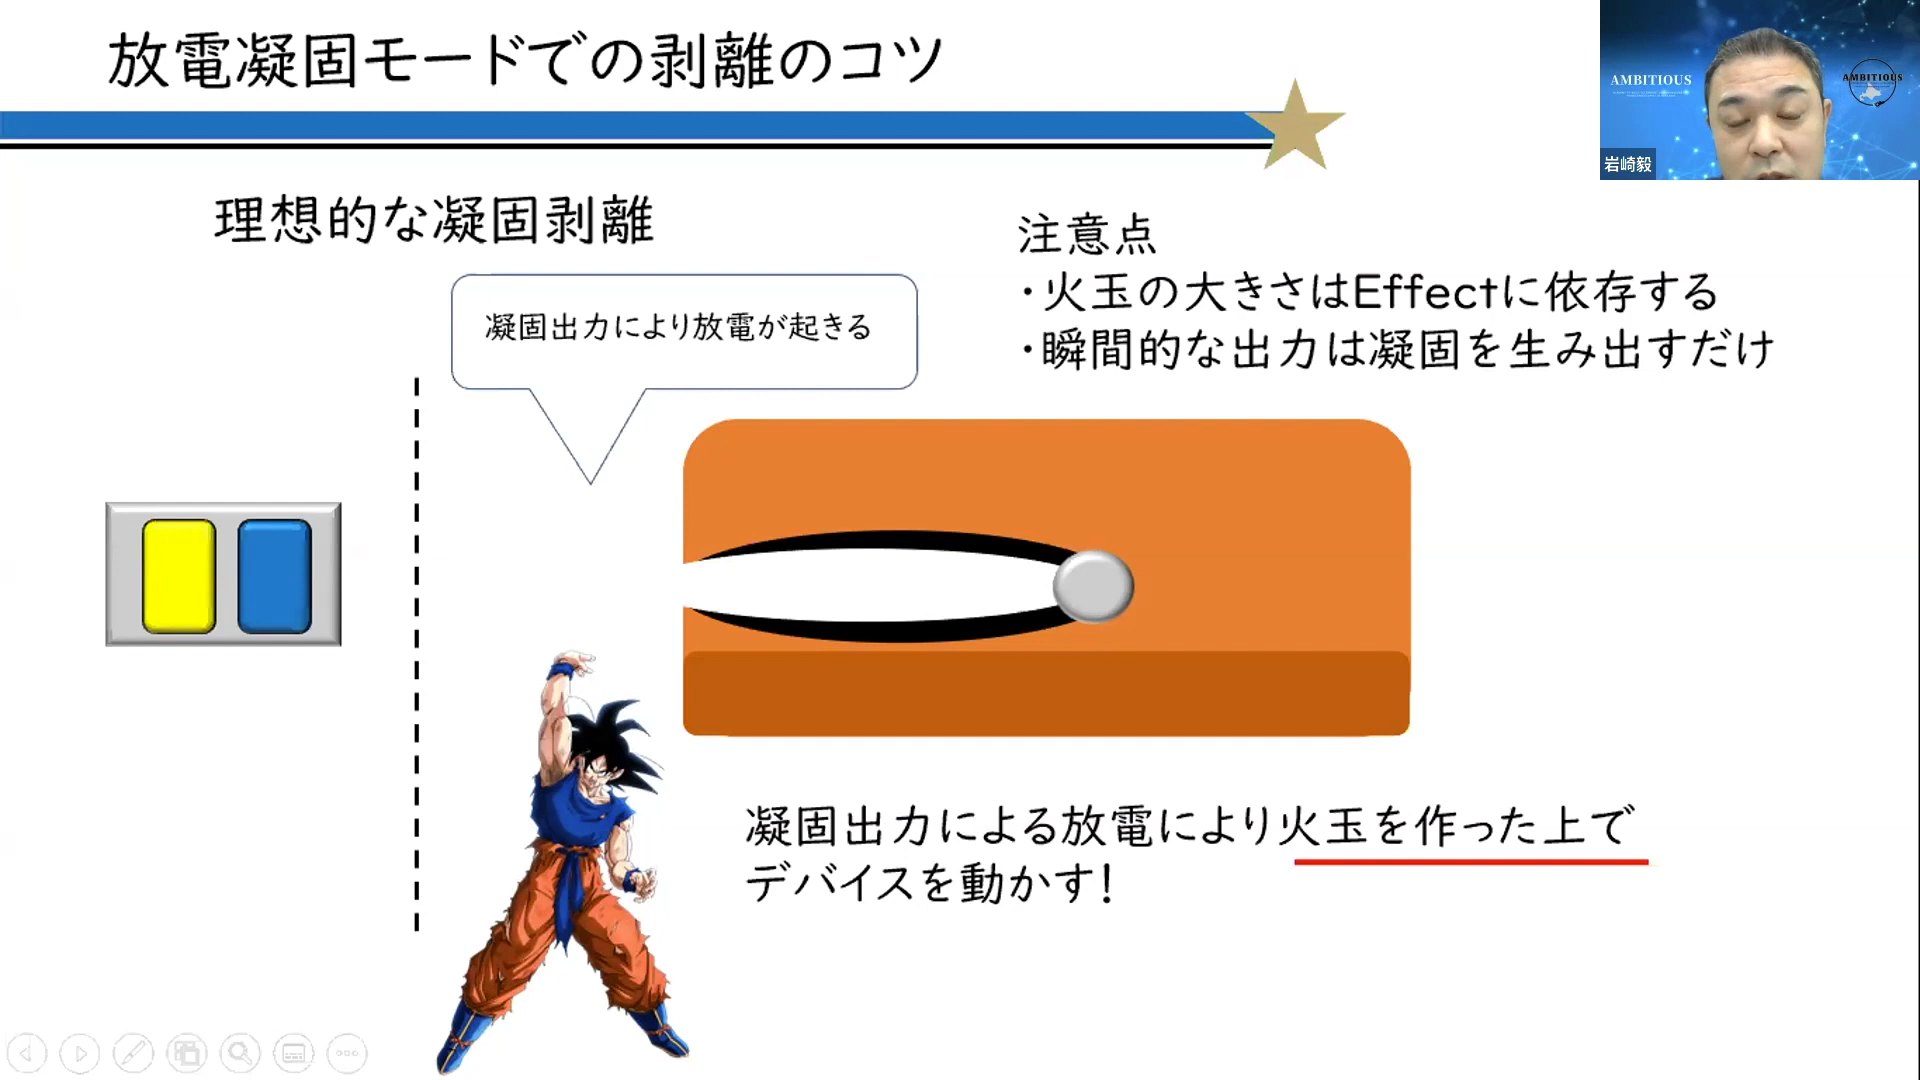 放電凝固モードでの剥離のコツ
AMBITIOUS
AMBITIOUS
岩崎毅
理想的な凝固剥離
注意点
・火玉の大きさはEffectに依存する
・瞬間的な出力は凝固を生み出すだけ
凝固出力により放電が起きる
凝固出力による放電により火玉を作った上で
デバイスを動かす！